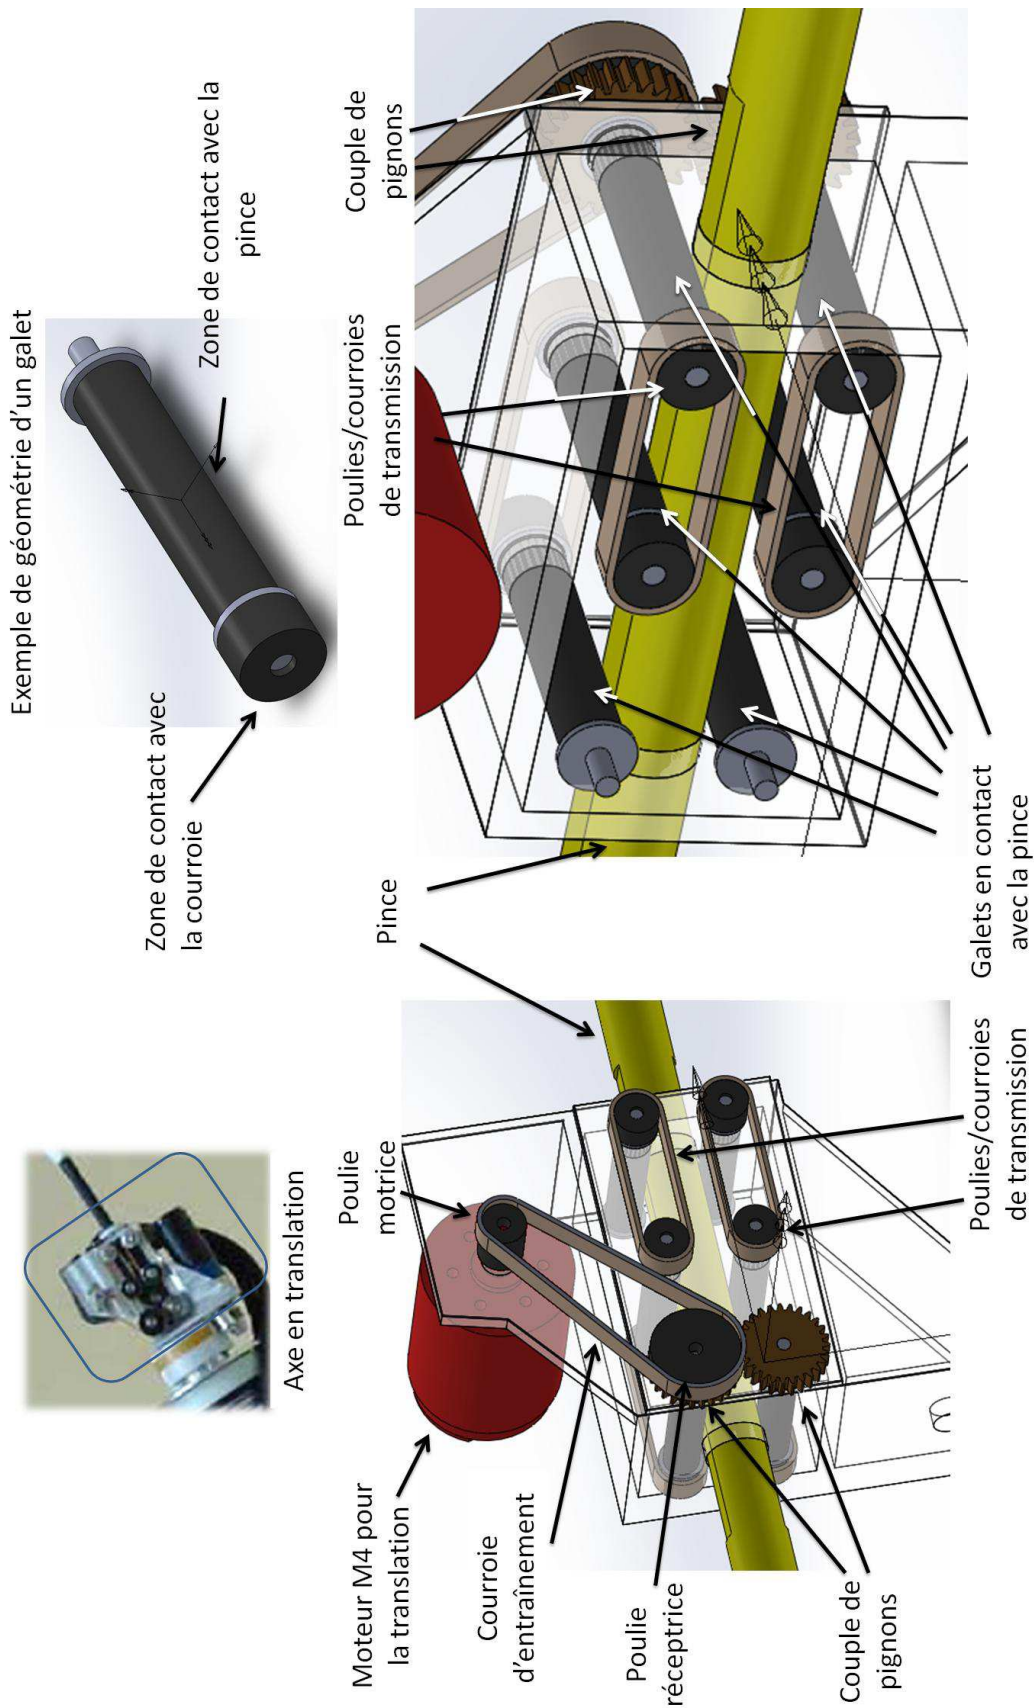 Axe en translation
Exemple de géométrie d'un galet
Zone de contact avec
la courroie
Zone de contact avec la
pince
Moteur M4 pour
la translation
Poulie
motrice
Courroie
d'entraînement
Poulie
réceptrice
Couple de
pignons
Poulies/courroies
de transmission
Pince
Poulies/courroies
de transmission
Couple de
pignons
Galets en contact
avec la pince